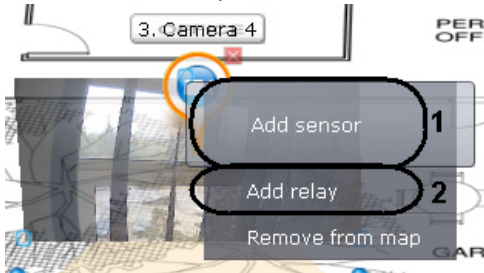 3. Camera 4
PER
OFF
Add sensor
1
Add relay
2
Remove from map
GAR